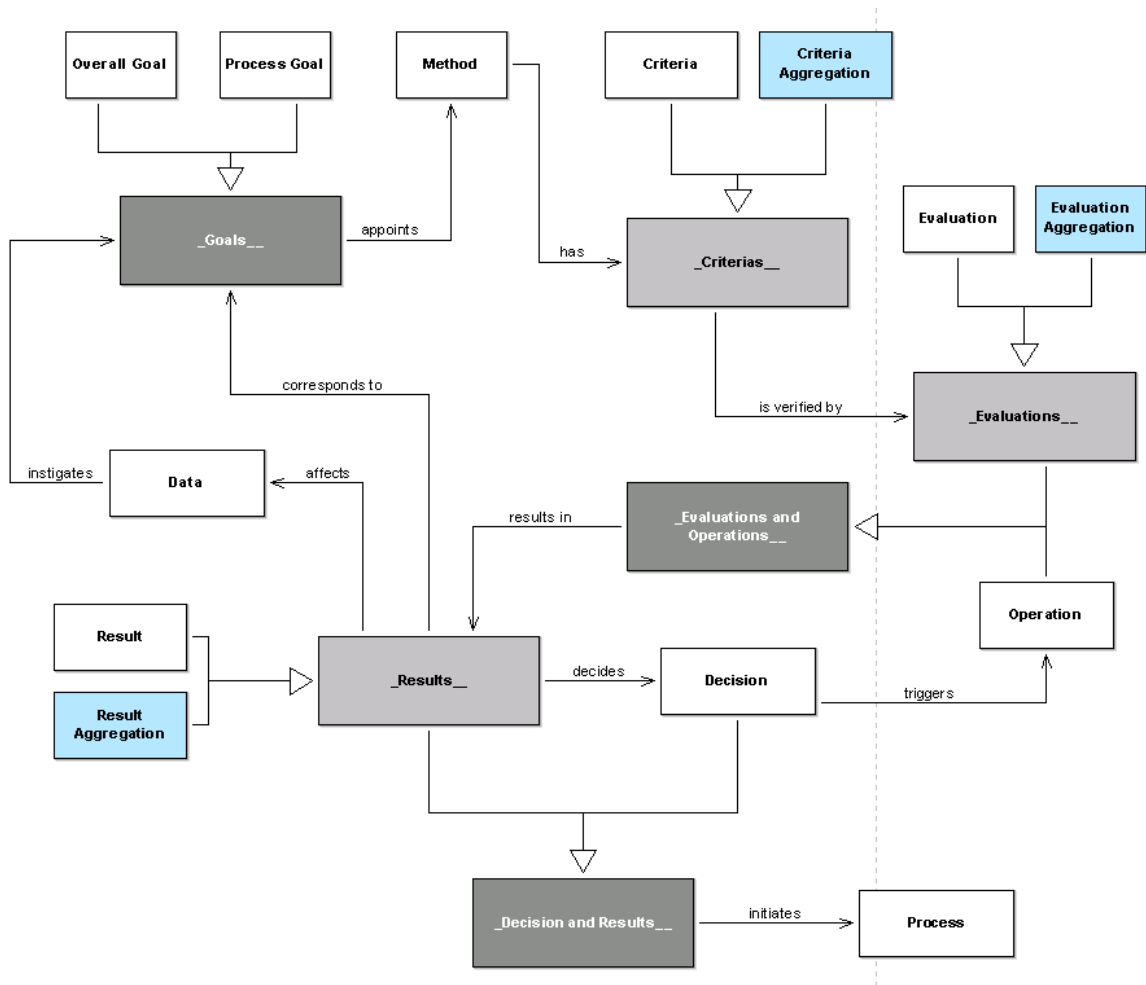 Overall Goal
Process Goal
Method
Criteria
Criteria
Aggregation
Evaluation
Evaluation
Aggregation
_Goals__
appoints
has
_Criterias__
corresponds to
is verified by
_Evaluations__
instigates
Data
affects
results in
_Evaluations and
Operations__
Result
Operation
_Results__
decides
Decision
triggers
Result
Aggregation
_Decision and Results__
initiates
Process